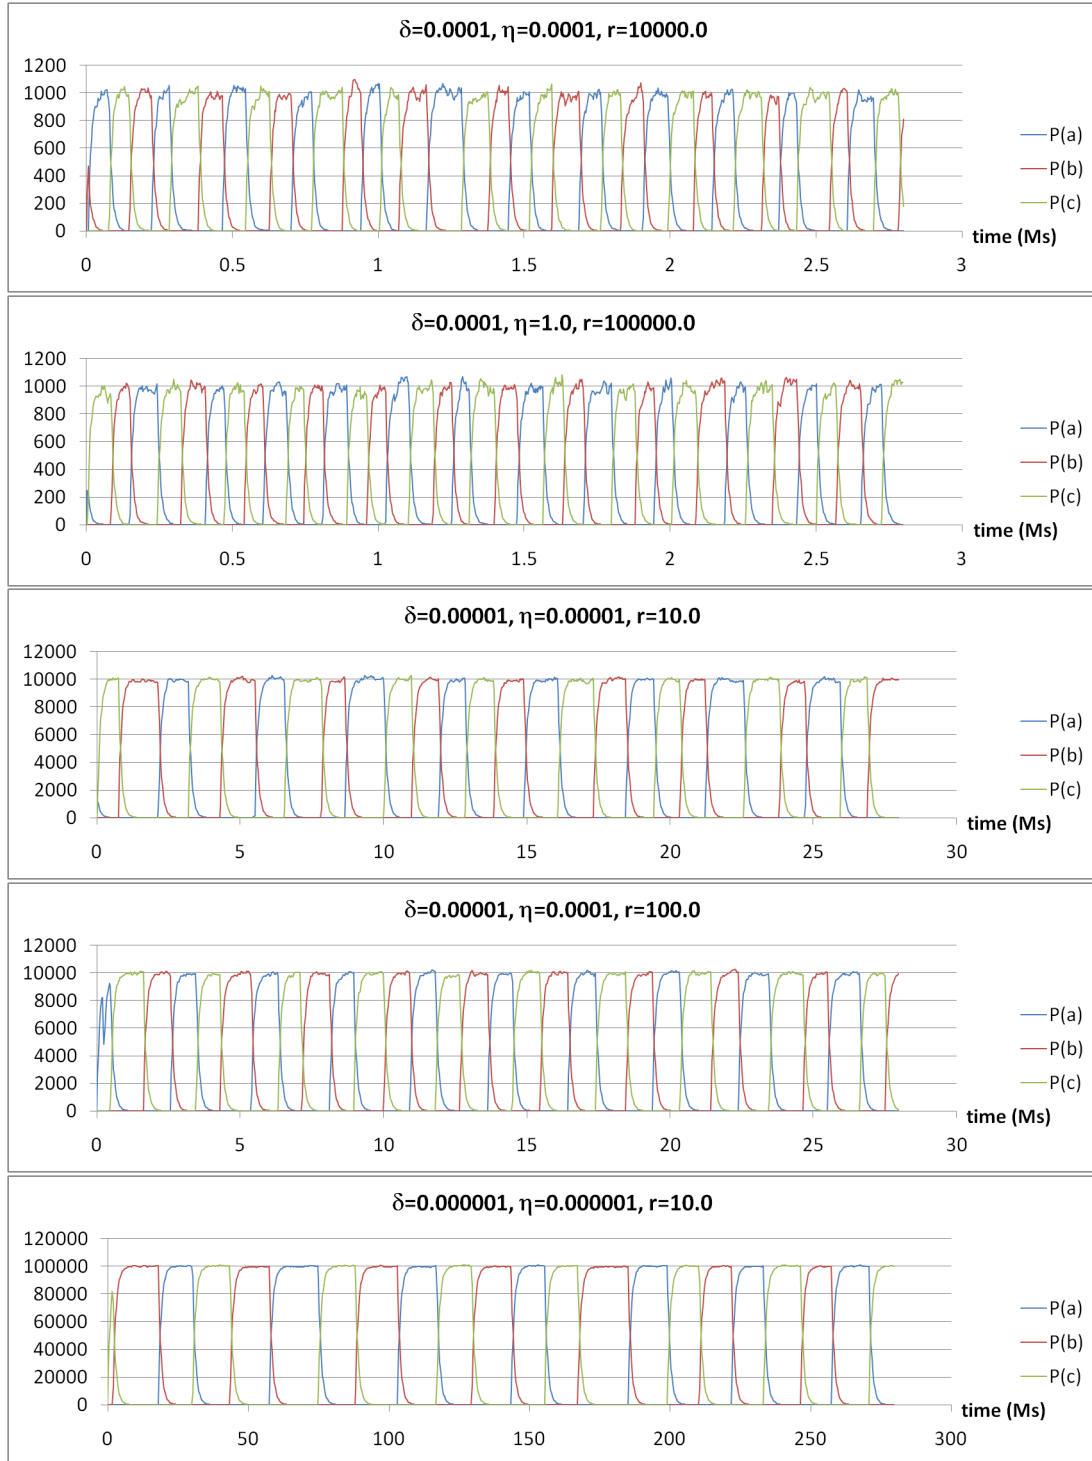 δ=0.0001, η=0.0001, r=10000.0
1200
1000
800
600
400
200
0
P(a)
P(b)
P(c)
time (Ms)
0 0.5 1 1.5 2 2.5 3
δ=0.0001, η=1.0, r=100000.0
1200
1000
800
600
400
200
0
P(a)
P(b)
P(c)
time (Ms)
0 0.5 1 1.5 2 2.5 3
δ=0.00001, η=0.00001, r=10.0
12000
10000
8000
6000
4000
2000
0
P(a)
P(b)
P(c)
time (Ms)
0 5 10 15 20 25 30
δ=0.00001, η=0.0001, r=100.0
12000
10000
8000
6000
4000
2000
0
P(a)
P(b)
P(c)
time (Ms)
0 5 10 15 20 25 30
δ=0.000001, η=0.000001, r=10.0
120000
100000
80000
60000
40000
20000
0
P(a)
P(b)
P(c)
time (Ms)
0 50 100 150 200 250 300